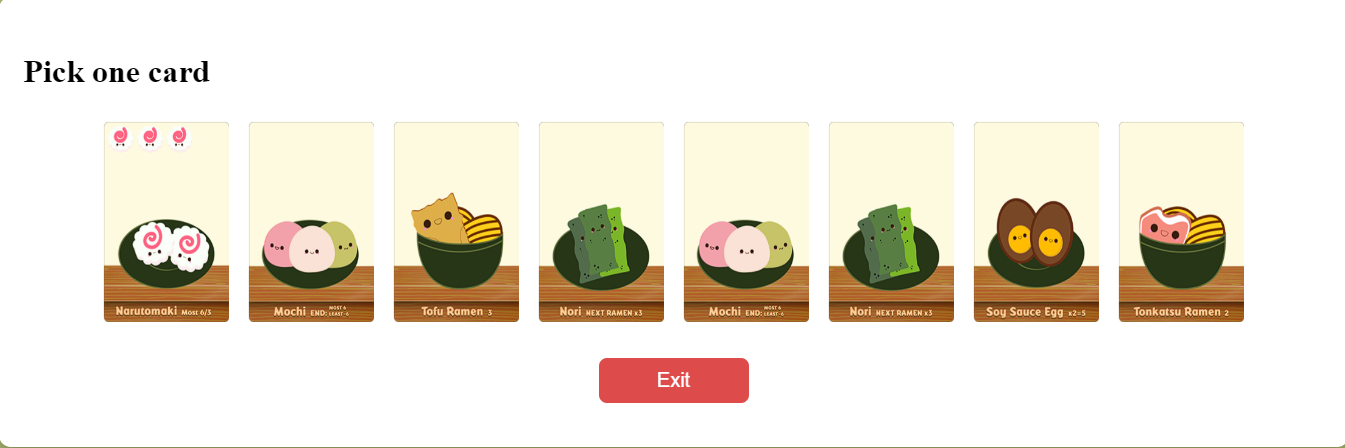 Pick one card
Narutomaki Most 6/3
Mochi END: MOST 6 LEAST -6
Tofu Ramen 3
Nori NEXT RAMEN x3
Mochi END: MOST 6 LEAST -6
Nori NEXT RAMEN x3
Soy Sauce Egg x2=5
Tonkatsu Ramen 2
Exit